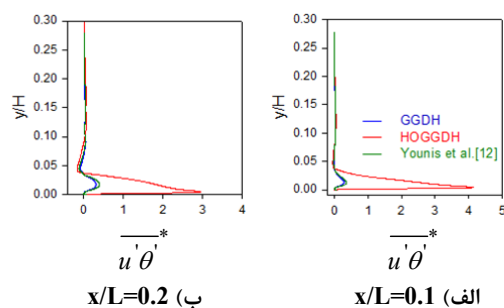 0.30
0.25
0.20
0.15
0.10
0.05
0.00
y/H
0 1 2 3 4
u'θ'*
ب) x/L=0.2
0.30
0.25
0.20
0.15
0.10
0.05
0.00
y/H
GGDH
HOGGDH
Younis et al.[12]
0 1 2 3 4 5
u'θ'*
الف) x/L=0.1